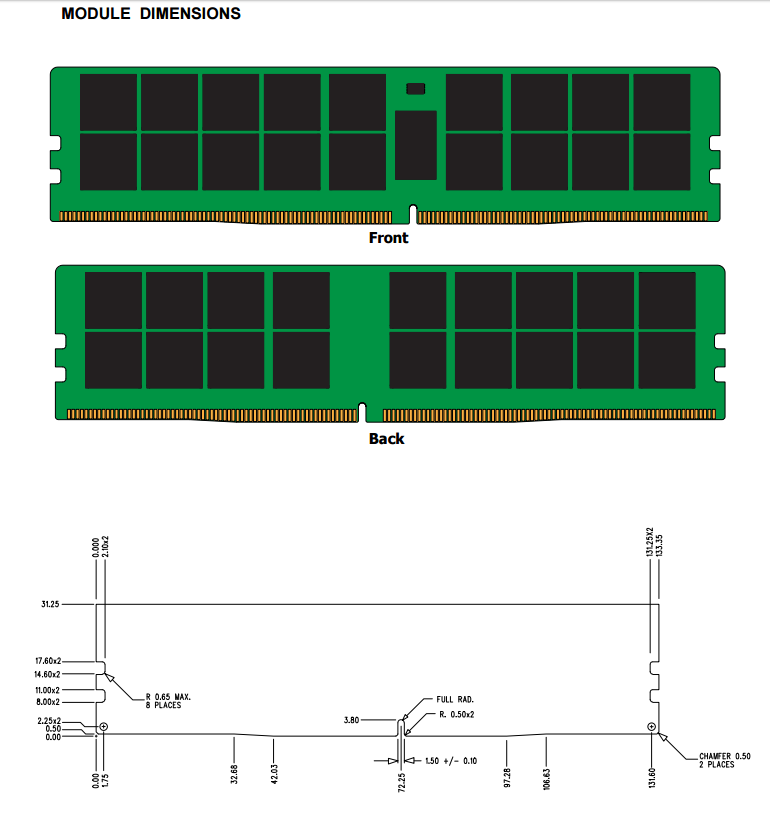 MODULE DIMENSIONS
Front
Back
0.000
2.10x2
131.25X2
133.35
31.25
17.60x2
14.60x2
11.00x2
8.00x2
2.25x2
0.50
0.00
R 0.65 MAX.
8 PLACES
3.80
FULL RAD.
R. 0.50x2
1.50 +/- 0.10
CHAMFER 0.50
2 PLACES
0.00
1.75
32.68
42.03
72.25
97.28
106.63
131.60